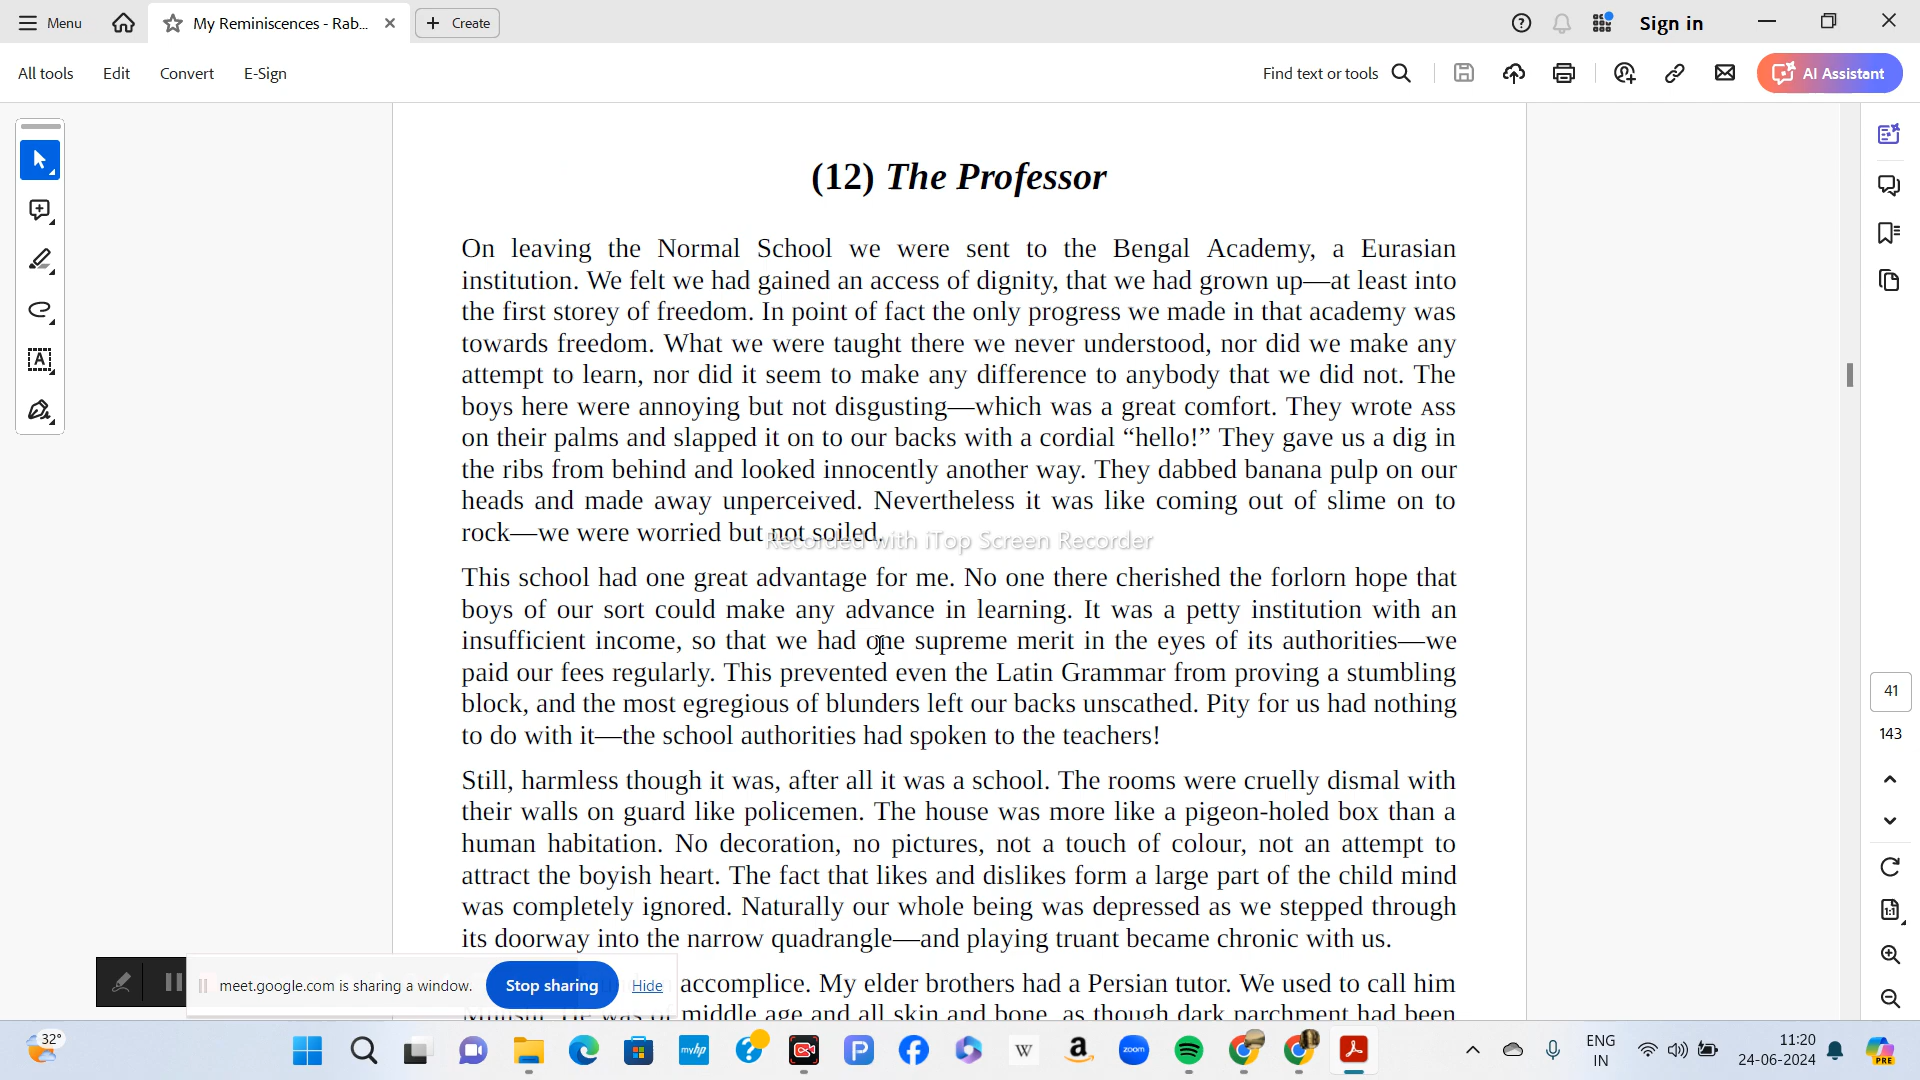 Menu
My Reminiscences - Rab...
Create
Sign in
All tools
Edit
Convert
E-Sign
Find text or tools
AI Assistant
(12) The Professor
On leaving the Normal School we were sent to the Bengal Academy, a Eurasian
institution. We felt we had gained an access of dignity, that we had grown up—at least into
the first storey of freedom. In point of fact the only progress we made in that academy was
towards freedom. What we were taught there we never understood, nor did we make any
attempt to learn, nor did it seem to make any difference to anybody that we did not. The
boys here were annoying but not disgusting—which was a great comfort. They wrote ASS
on their palms and slapped it on to our backs with a cordial “hello!” They gave us a dig in
the ribs from behind and looked innocently another way. They dabbed banana pulp on our
heads and made away unperceived. Nevertheless it was like coming out of slime on to
rock—we were worried but not soiled.
Recorded with iTop Screen Recorder
This school had one great advantage for me. No one there cherished the forlorn hope that
boys of our sort could make any advance in learning. It was a petty institution with an
insufficient income, so that we had one supreme merit in the eyes of its authorities—we
paid our fees regularly. This prevented even the Latin Grammar from proving a stumbling
block, and the most egregious of blunders left our backs unscathed. Pity for us had nothing
to do with it—the school authorities had spoken to the teachers!
Still, harmless though it was, after all it was a school. The rooms were cruelly dismal with
their walls on guard like policemen. The house was more like a pigeon-holed box than a
human habitation. No decoration, no pictures, not a touch of colour, not an attempt to
attract the boyish heart. The fact that likes and dislikes form a large part of the child mind
was completely ignored. Naturally our whole being was depressed as we stepped through
its doorway into the narrow quadrangle—and playing truant became chronic with us.
accomplice. My elder brothers had a Persian tutor. We used to call him
middle age and all skin and bone, as though dark parchment had been
41
143
meet.google.com is sharing a window.
Stop sharing
Hide
32°
myhp
W
a
zoom
ENG
IN
11:20
24-06-2024
PRE